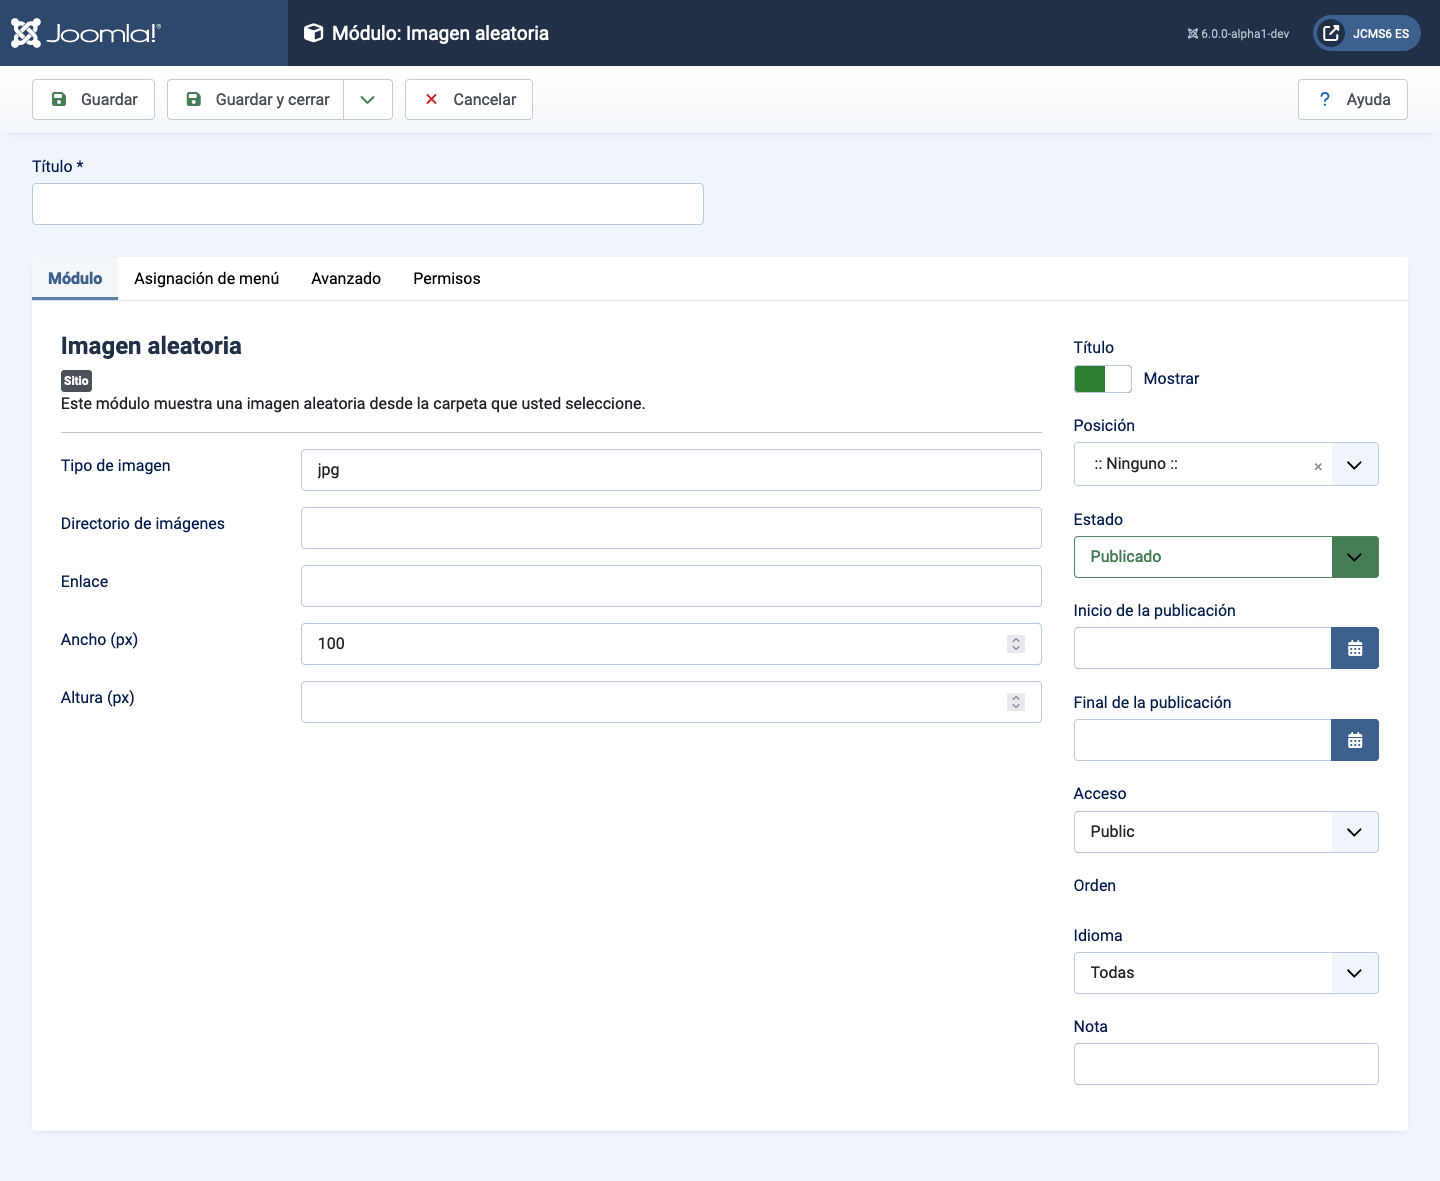 Joomla!®
Módulo: Imagen aleatoria
6.0.0-alpha1-dev
JCMS6 ES
Guardar
Guardar y cerrar
Cancelar
? Ayuda
Título *
Módulo
Asignación de menú
Avanzado
Permisos
Imagen aleatoria
Sitio
Este módulo muestra una imagen aleatoria desde la carpeta que usted seleccione.
Tipo de imagen
jpg
Directorio de imágenes
Enlace
Ancho (px)
100
Altura (px)
Título
Mostrar
Posición
:: Ninguno ::
×
Estado
Publicado
Inicio de la publicación
Final de la publicación
Acceso
Public
Orden
Idioma
Todas
Nota